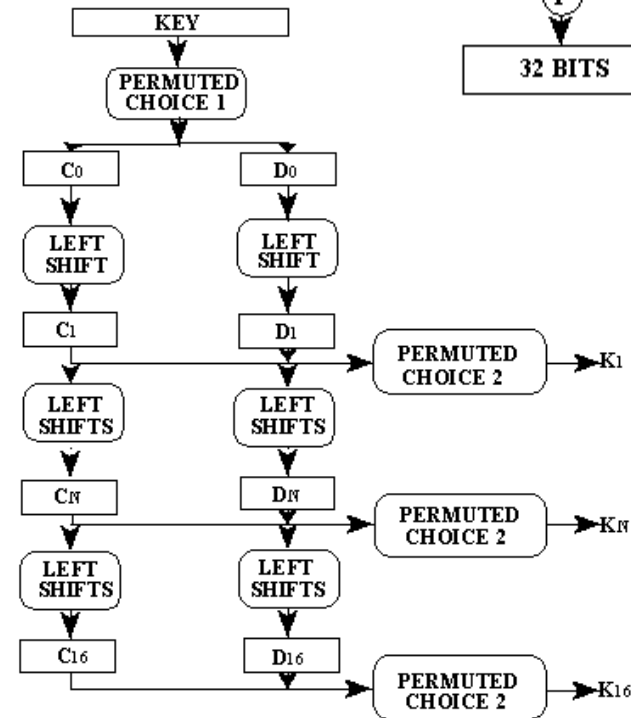 P
KEY
32 BITS
PERMUTED
CHOICE 1
C0
D0
LEFT
SHIFT
LEFT
SHIFT
C1
D1
PERMUTED
CHOICE 2
K1
LEFT
SHIFTS
LEFT
SHIFTS
CN
DN
PERMUTED
CHOICE 2
KN
LEFT
SHIFTS
LEFT
SHIFTS
C16
D16
PERMUTED
CHOICE 2
K16